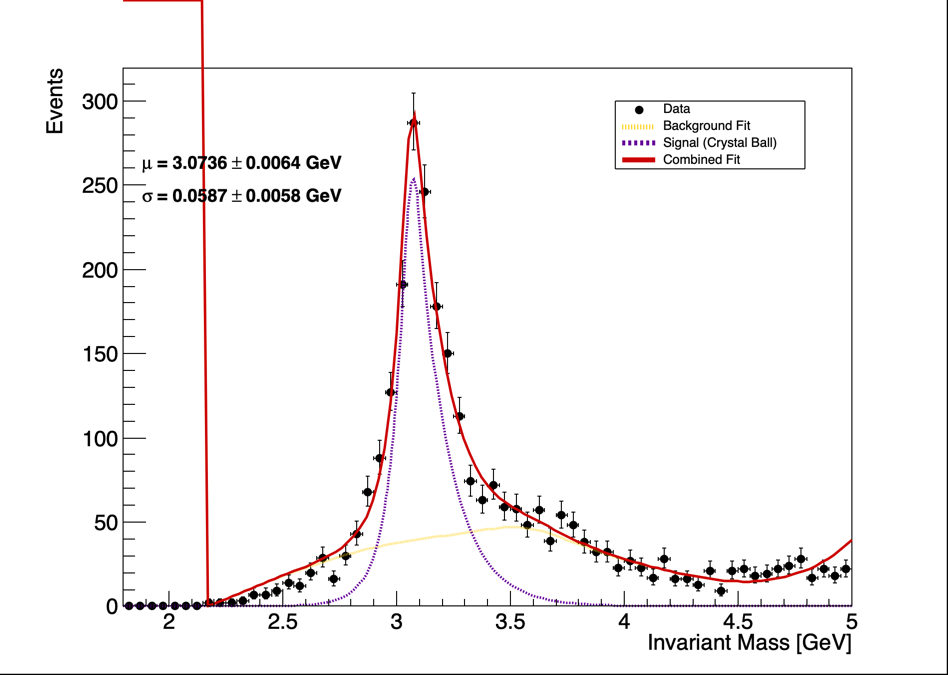 Events
300
250
200
150
100
50
0
μ = 3.0736 ± 0.0064 GeV
σ = 0.0587 ± 0.0058 GeV
Data
Background Fit
Signal (Crystal Ball)
Combined Fit
2 2.5 3 3.5 4 4.5 5
Invariant Mass [GeV]